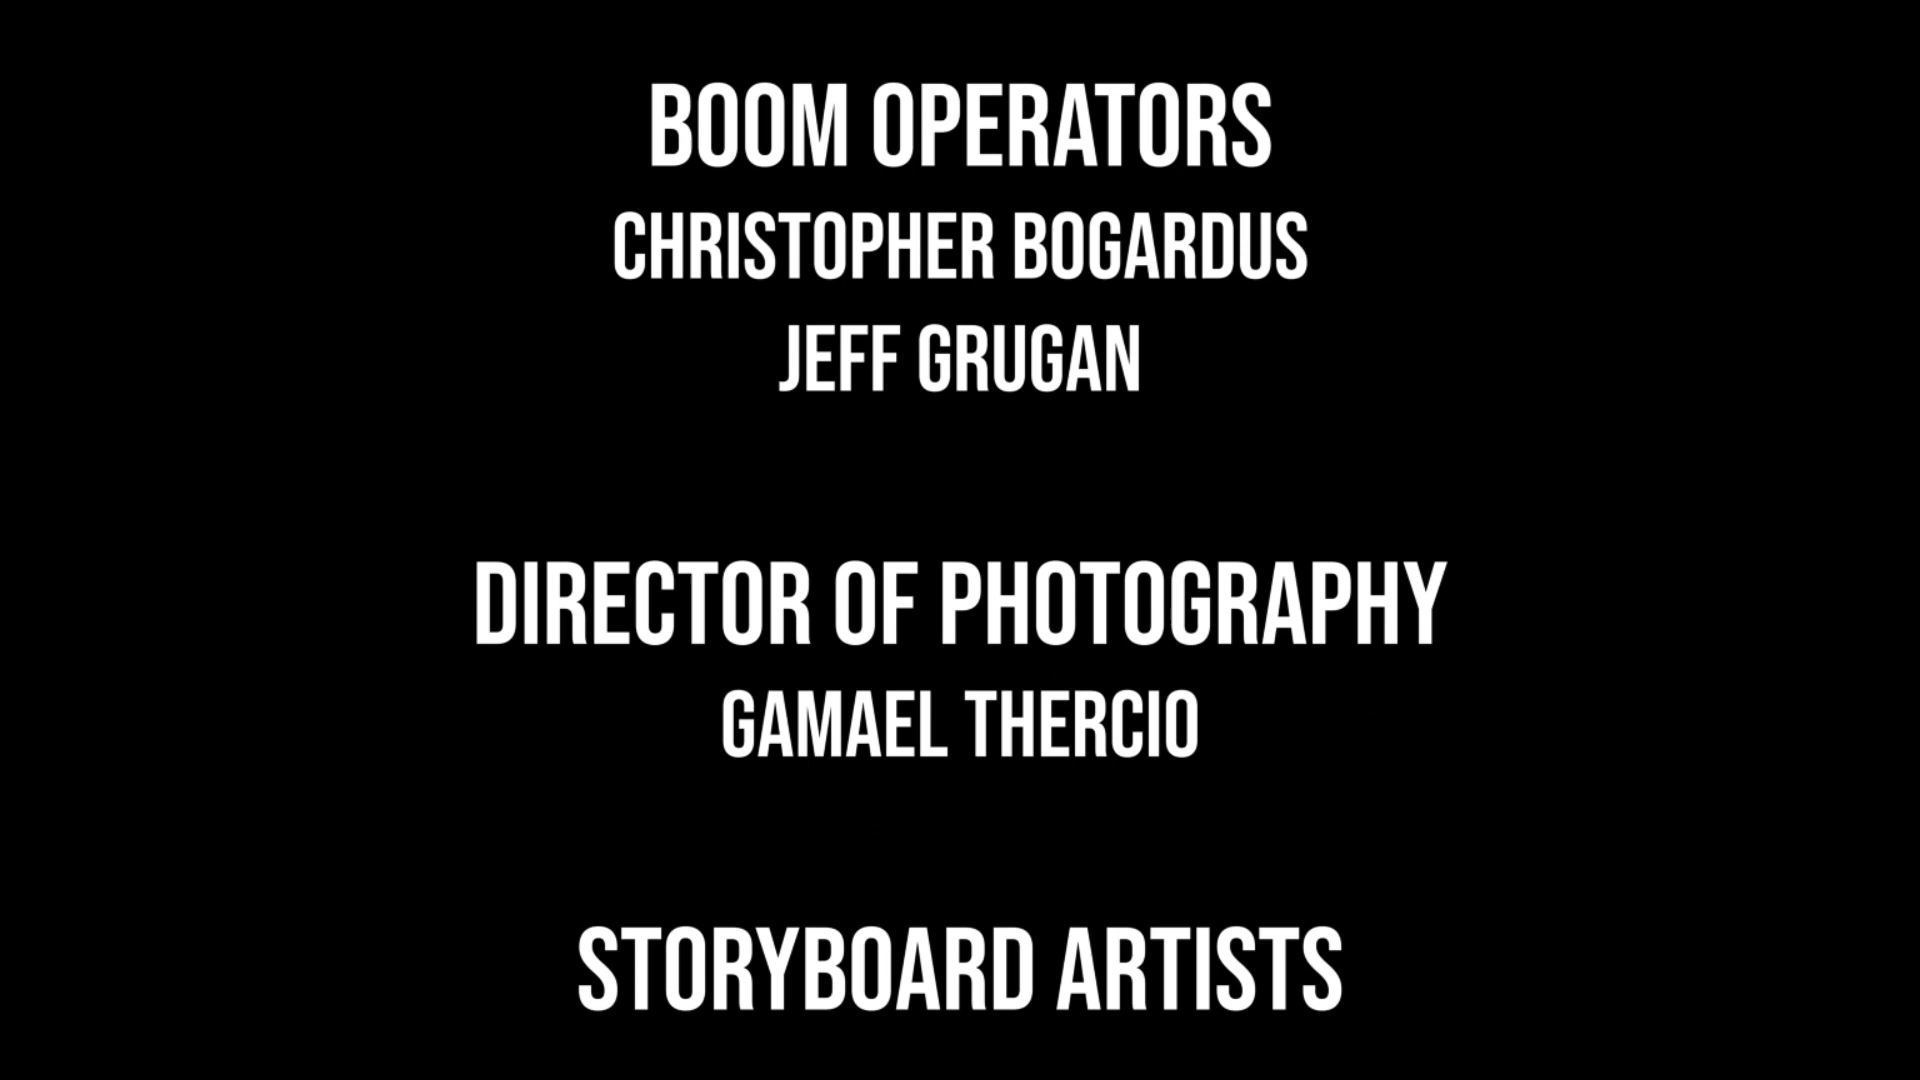 BOOM OPERATORS
CHRISTOPHER BOGARDUS
JEFF GRUGAN
DIRECTOR OF PHOTOGRAPHY
GAMAEL THERCIO
STORYBOARD ARTISTS